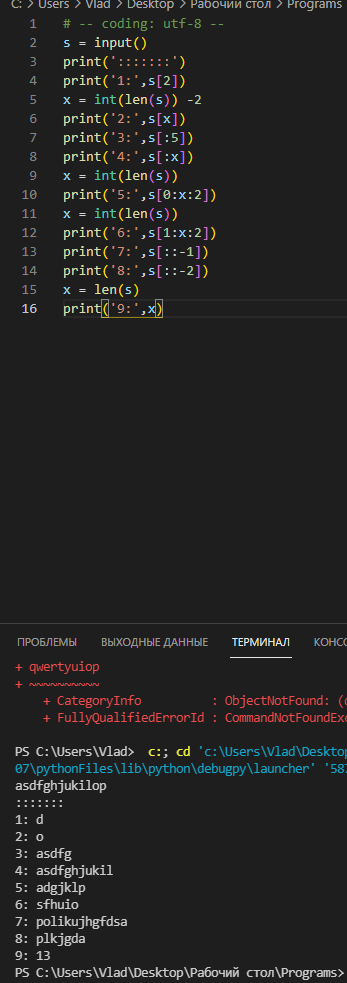 C: > Users > Vlad > Desktop > Рабочий стол > Programs
1 # -- coding: utf-8 --
2 s = input()
3 print(':::::::')
4 print('1:',s[2])
5 x = int(len(s)) -2
6 print('2:',s[x])
7 print('3:',s[:5])
8 print('4:',s[:x])
9 x = int(len(s))
10 print('5:',s[0:x:2])
11 x = int(len(s))
12 print('6:',s[1:x:2])
13 print('7:',s[::-1])
14 print('8:',s[::-2])
15 x = len(s)
16 print('9:',x)
ПРОБЛЕМЫ ВЫХОДНЫЕ ДАННЫЕ ТЕРМИНАЛ КОНСО
+ qwertyuiop
+ ~~~~~~~~~~
+ CategoryInfo : ObjectNotFound: (
+ FullyQualifiedErrorId : CommandNotFoundExc
PS C:\Users\Vlad> c:; cd 'c:\Users\Vlad\Desktop
07\pythonFiles\lib\python\debugpy\launcher' '587
asdfghjukilop
:::::::
1: d
2: o
3: asdfg
4: asdfghjukil
5: adgjklp
6: sfhuio
7: polikujhgfdsa
8: plkjgda
9: 13
PS C:\Users\Vlad\Desktop\Рабочий стол\Programs>